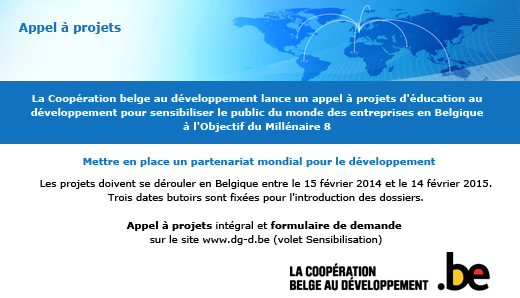 Appel à projets
La Coopération belge au développement lance un appel à projets d'éducation au
développement pour sensibiliser le public du monde des entreprises en Belgique
à l'Objectif du Millénaire 8
Mettre en place un partenariat mondial pour le développement
Les projets doivent se dérouler en Belgique entre le 15 février 2014 et le 14 février 2015.
Trois dates butoirs sont fixées pour l'introduction des dossiers.
Appel à projets intégral et formulaire de demande
sur le site www.dg-d.be (volet Sensibilisation)
LA COOPÉRATION
BELGE AU DÉVELOPPEMENT
.be